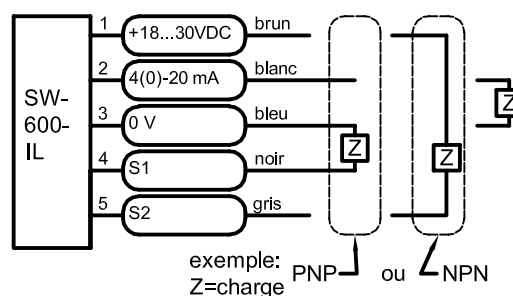 1 +18...30VDC brun
2 4(0)-20 mA blanc
SW-600-IL
3 0 V bleu
4 S1 noir
5 S2 gris
Z
Z
Z
exemple:
Z=charge
PNP ou NPN